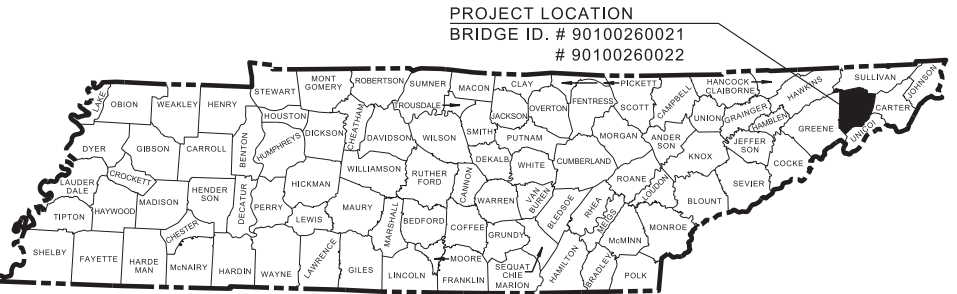 PROJECT LOCATION
BRIDGE ID. # 90100260021
# 90100260022
LAKE
OBION
WEAKLEY
HENRY
STEWART
MONT
GOMERY
ROBERTSON
SUMNER
MACON
CLAY
PICKETT
HANCOCK
CLAIBORNE
HAWKINS
SULLIVAN
JOHNSON
TROUSDALE
HOUSTON
JACKSON
OVERTON
FENTRESS
SCOTT
CAMPBELL
UNION
GRAINGER
HAMBLEN
GREENE
CARTER
UNICOI
DYER
GIBSON
CARROLL
BENTON
HUMPHREYS
DICKSON
CHEATHAM
DAVIDSON
WILSON
SMITH
PUTNAM
MORGAN
ANDER
SON
KNOX
JEFFER
SON
COCKE
LAUDER
DALE
CROCKETT
HENDER
SON
DECATUR
PERRY
HICKMAN
WILLIAMSON
RUTHER
FORD
CANNON
DEKALB
WHITE
CUMBERLAND
ROANE
LOUDON
BLOUNT
SEVIER
TIPTON
HAYWOOD
MADISON
CHESTER
LEWIS
MAURY
MARSHALL
BEDFORD
COFFEE
WARREN
VAN
BUREN
BLEDSOE
RHEA
MEIGS
McMINN
MONROE
SHELBY
FAYETTE
HARDE
MAN
McNAIRY
HARDIN
WAYNE
LAWRENCE
GILES
LINCOLN
MOORE
FRANKLIN
GRUNDY
SEQUAT
CHIE
MARION
HAMILTON
BRADLEY
POLK